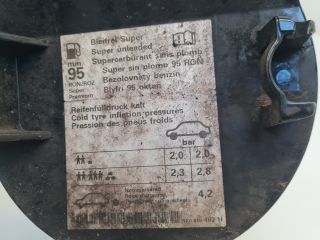 Bleifrei Super
Super unleaded
Supercarburant sans plomb
Super sin plomo 95 RON
Bezolovnatý benzin
Blyfri 95 oktan
min.
95
RON/ROZ
Super
Premium
Reifenfülldruck kalt
Cold tyre inflation pressures
Pression des pneus froids
bar
2,0 2,0
2,3 2,8
4,2